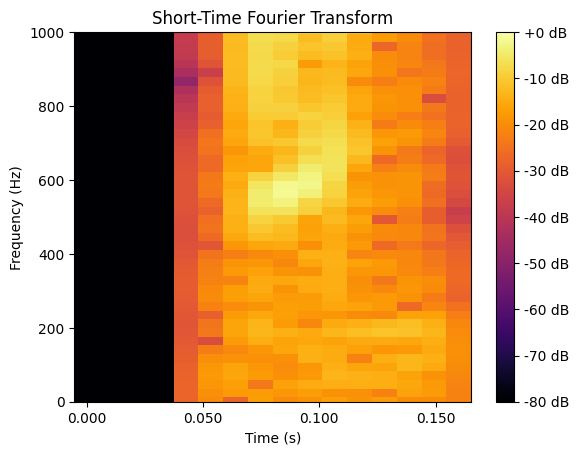 Short-Time Fourier Transform
1000
800
600
400
200
0
Frequency (Hz)
0.000
0.050
0.100
0.150
Time (s)
+0 dB
-10 dB
-20 dB
-30 dB
-40 dB
-50 dB
-60 dB
-70 dB
-80 dB